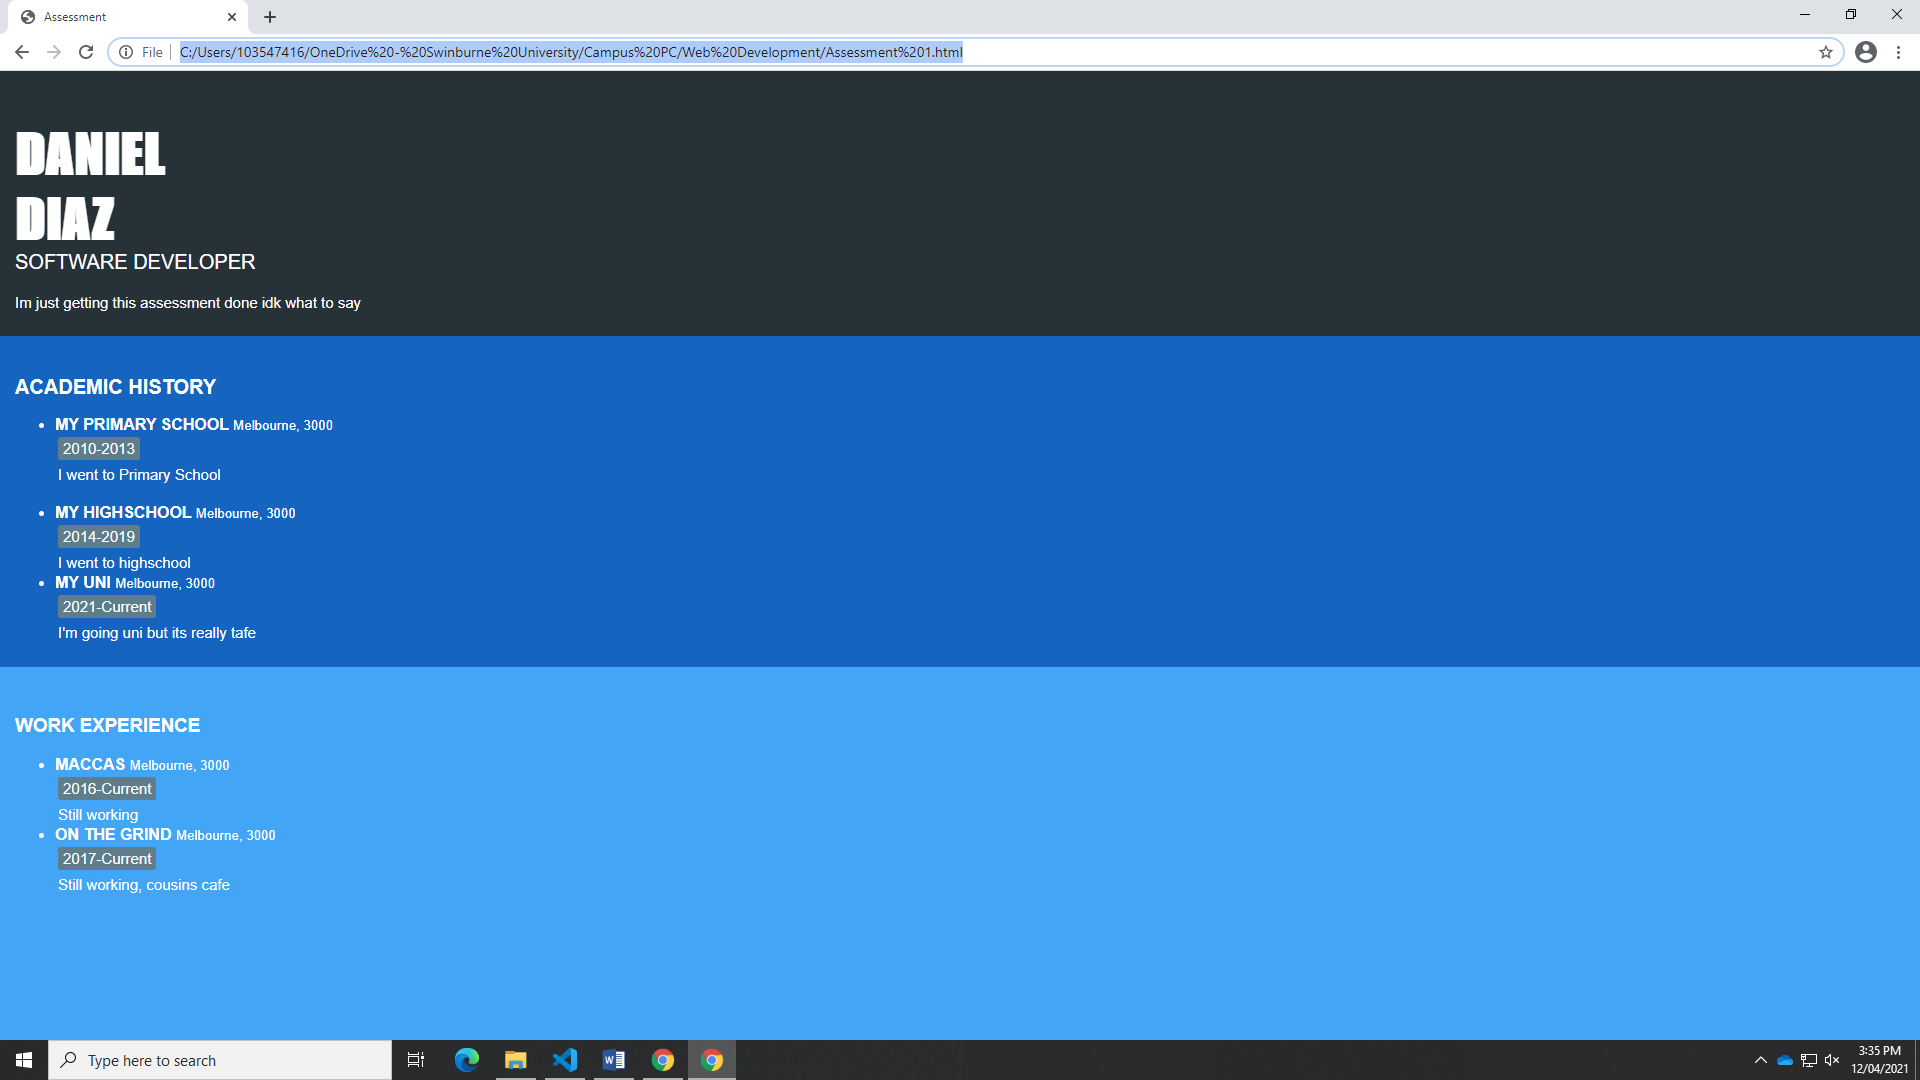 Assessment
File
C:/Users/103547416/OneDrive%20-%20Swinburne%20University/Campus%20PC/Web%20Development/Assessment%201.html
DANIEL
DIAZ
SOFTWARE DEVELOPER
Im just getting this assessment done idk what to say
ACADEMIC HISTORY
• MY PRIMARY SCHOOL Melbourne, 3000
2010-2013
I went to Primary School
• MY HIGHSCHOOL Melbourne, 3000
2014-2019
I went to highschool
• MY UNI Melbourne, 3000
2021-Current
I'm going uni but its really tafe
WORK EXPERIENCE
• MACCAS Melbourne, 3000
2016-Current
Still working
• ON THE GRIND Melbourne, 3000
2017-Current
Still working, cousins cafe
Type here to search
3:35 PM
12/04/2021